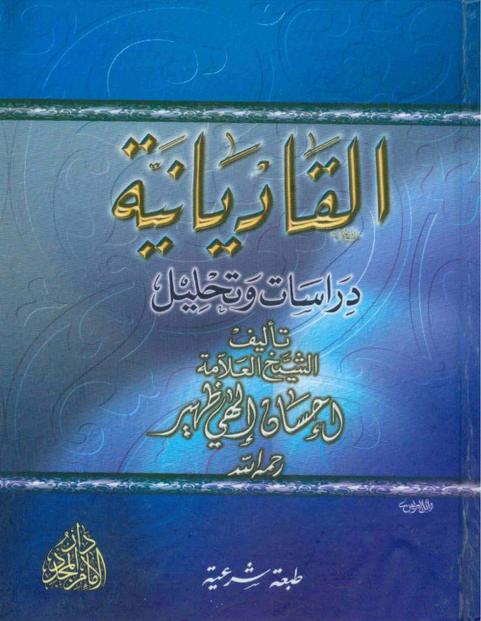 القاديانية
دراسات وتحليل
تأليف
الشيخ العلامة
إحسان إلهي ظهير
رحمه الله
دار
الإمام المجدد
طبعة شرعية